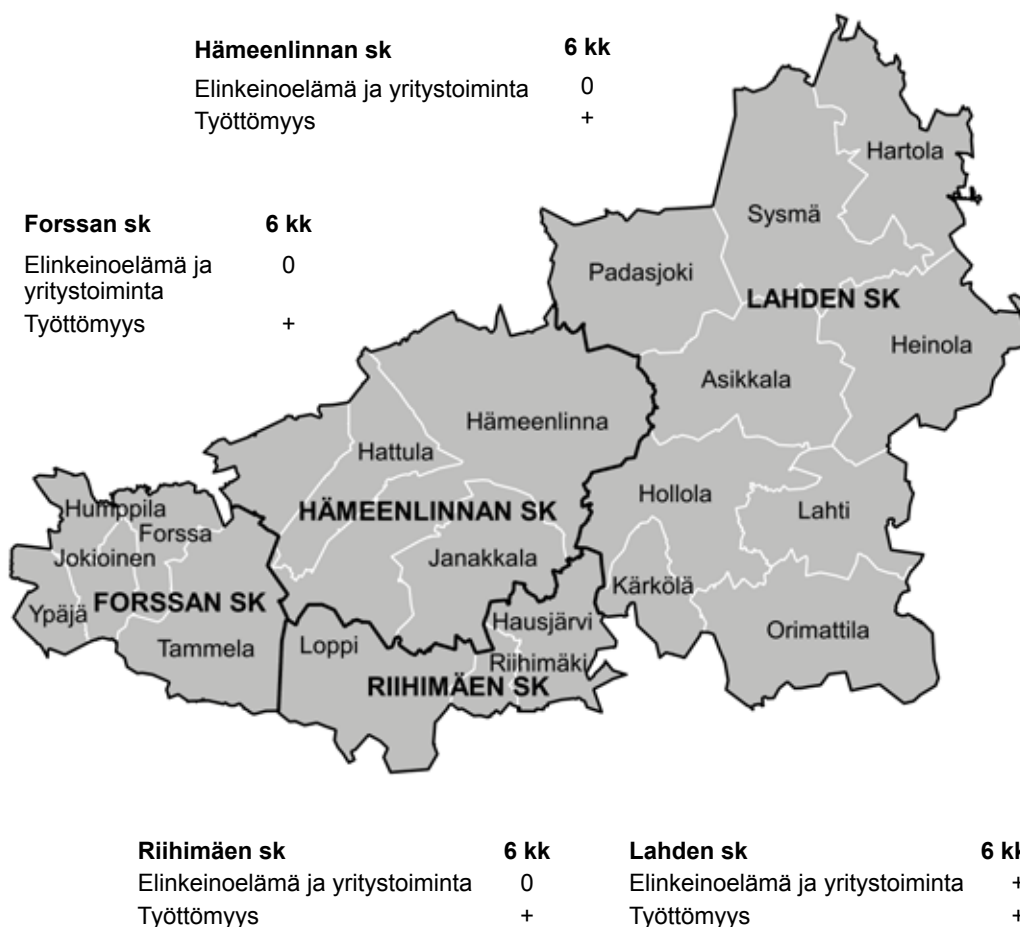 Hämeenlinnan sk 6 kk
Elinkeinoelämä ja yritystoiminta 0
Työttömyys +
Forssan sk 6 kk
Elinkeinoelämä ja 0
yritystoiminta
Työttömyys +
Hartola
Sysmä
Padasjoki
LAHDEN SK
Heinola
Asikkala
Hämeenlinna
Hattula
Hollola
Lahti
HÄMEENLINNAN SK
Humppila
Forssa
Jokioinen
Janakkala
Kärkölä
Ypäjä
FORSSAN SK
Hausjärvi
Orimattila
Tammela
Loppi
Riihimäki
RIIHIMÄEN SK
Riihimäen sk 6 kk
Elinkeinoelämä ja yritystoiminta 0
Työttömyys +
Lahden sk 6 kk
Elinkeinoelämä ja yritystoiminta +
Työttömyys +